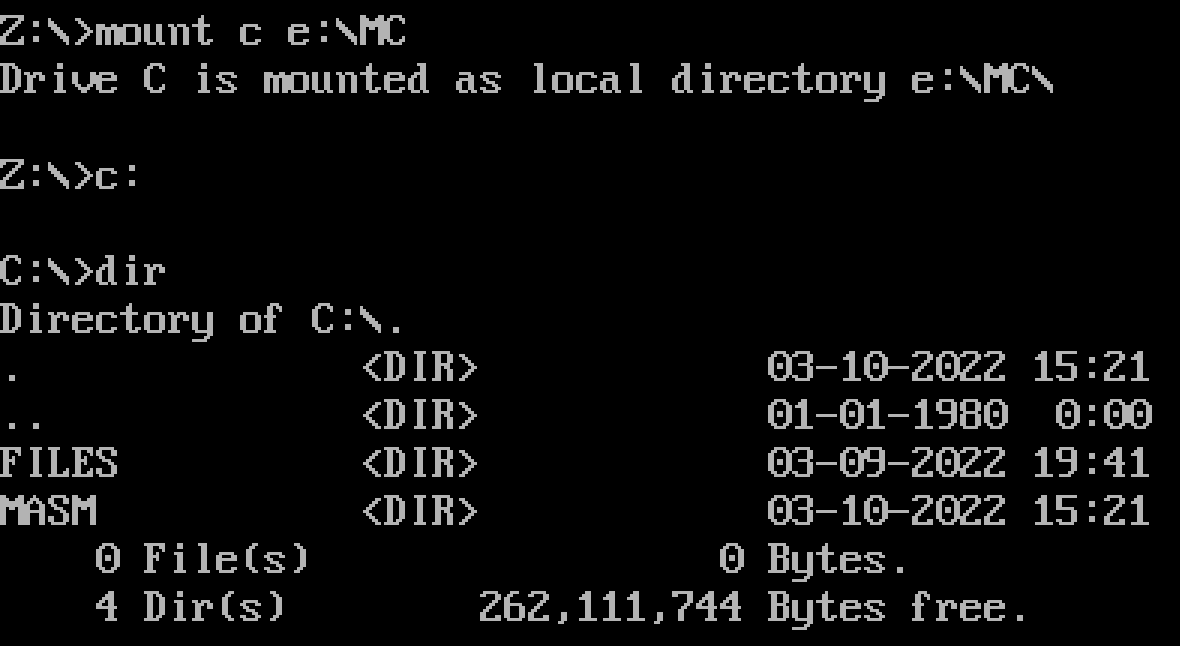 Z:\>mount c e:\MC
Drive C is mounted as local directory e:\MC\
Z:\>c:
C:\>dir
Directory of C:\.
.              <DIR>            03-10-2022 15:21
..             <DIR>            01-01-1980  0:00
FILES          <DIR>            03-09-2022 19:41
MASM           <DIR>            03-10-2022 15:21
    0 File(s)                 0 Bytes.
    4 Dir(s)        262,111,744 Bytes free.